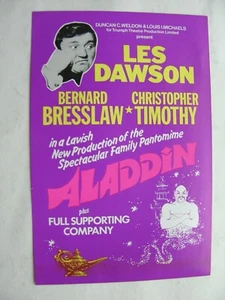 DUNCAN C. WELDON & LOUIS I. MICHAELS
for Triumph Theatre Production Limited
present
LES
DAWSON
BERNARD CHRISTOPHER
BRESSLAW * TIMOTHY
in a Lavish
New Production of the
Spectacular Family Pantomime
ALADDIN
plus
FULL SUPPORTING
COMPANY